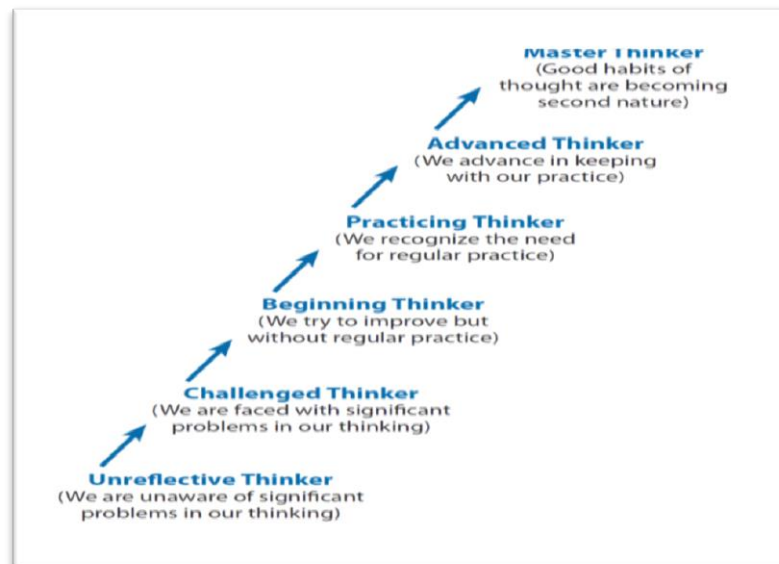 Master Thinker
(Good habits of
thought are becoming
second nature)
Advanced Thinker
(We advance in keeping
with our practice)
Practicing Thinker
(We recognize the need
for regular practice)
Beginning Thinker
(We try to improve but
without regular practice)
Challenged Thinker
(We are faced with significant
problems in our thinking)
Unreflective Thinker
(We are unaware of significant
problems in our thinking)